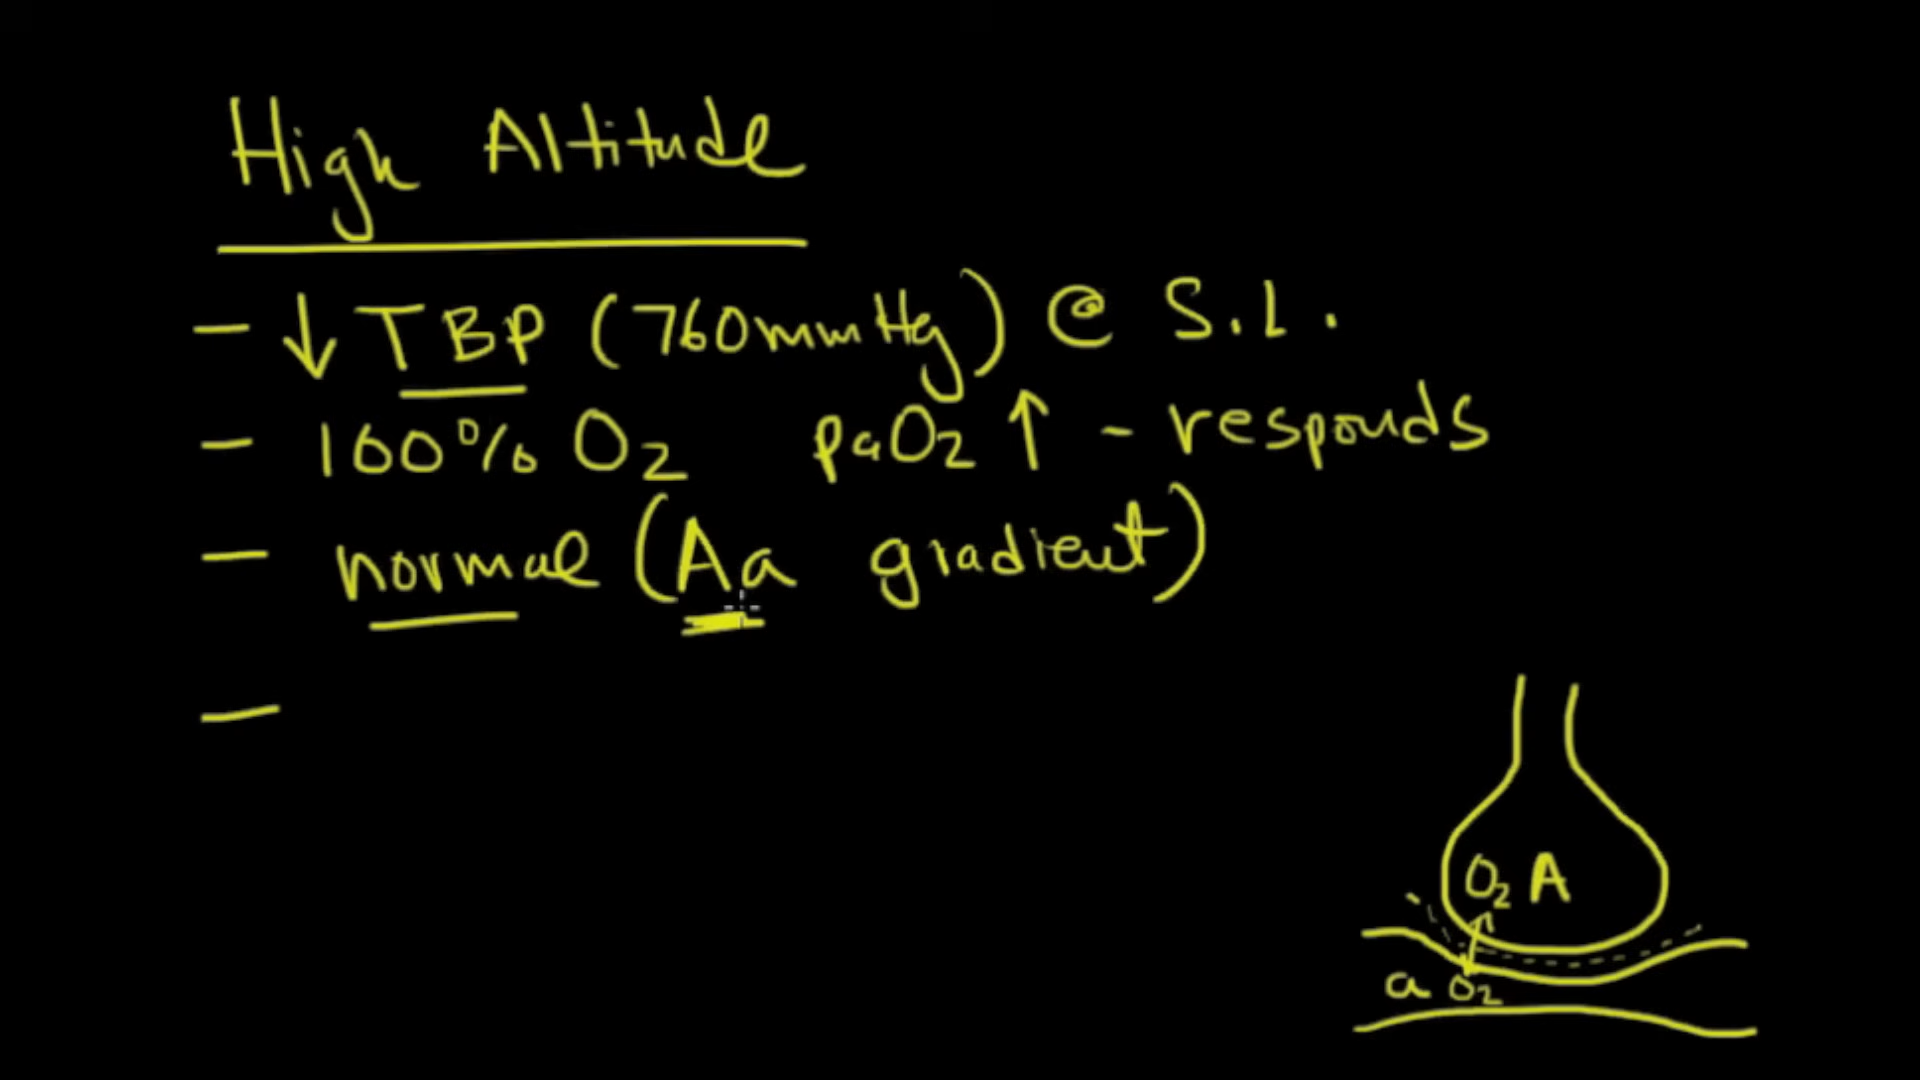 High Altitude
- ↓ TBP (760mmHg) @ S.L.
- 100% O2 paO2 ↑ - responds
- normal (Aa gradient)
-
O2 A
a O2